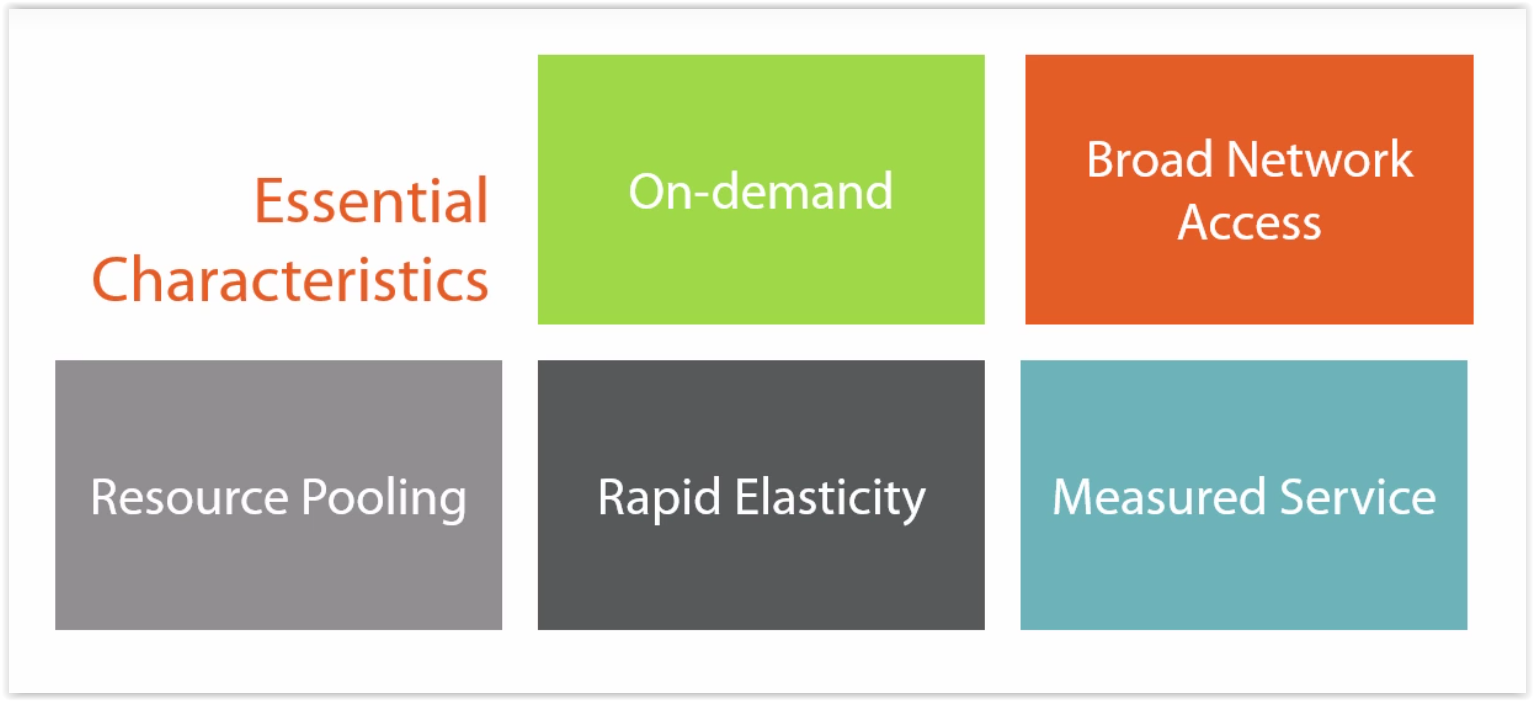 Essential
Characteristics
On-demand
Broad Network
Access
Resource Pooling
Rapid Elasticity
Measured Service